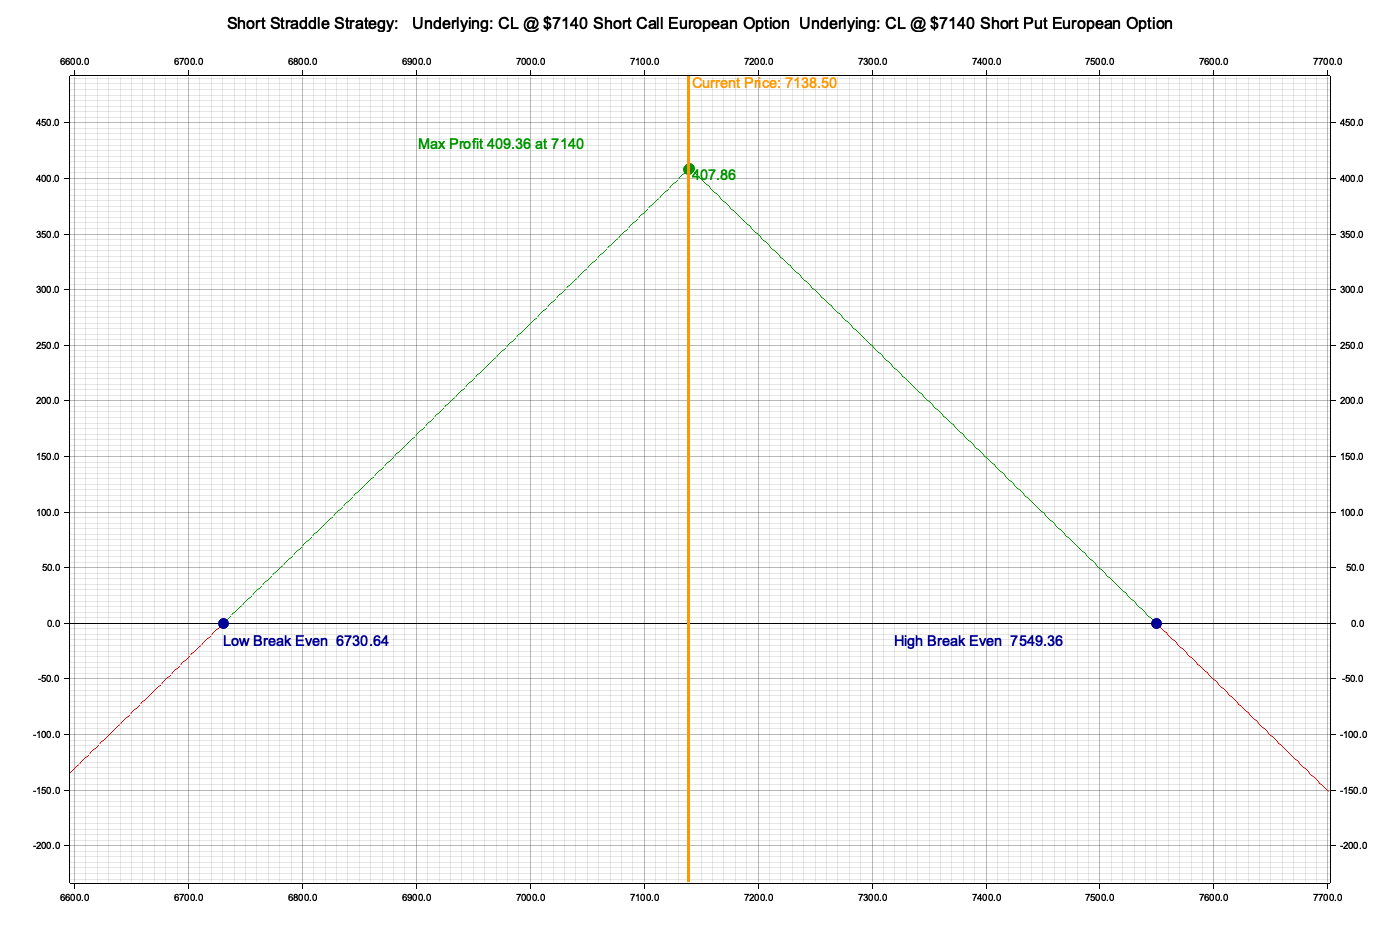 Short Straddle Strategy:   Underlying: CL @ $7140 Short Call European Option  Underlying: CL @ $7140 Short Put European Option
6600.0 6700.0 6800.0 6900.0 7000.0 7100.0 7200.0 7300.0 7400.0 7500.0 7600.0 7700.0
Current Price: 7138.50
450.0 450.0
Max Profit 409.36 at 7140
407.86
400.0 400.0
350.0 350.0
300.0 300.0
250.0 250.0
200.0 200.0
150.0 150.0
100.0 100.0
50.0 50.0
0.0 0.0
Low Break Even  6730.64 High Break Even  7549.36
-50.0 -50.0
-100.0 -100.0
-150.0 -150.0
-200.0 -200.0
6600.0 6700.0 6800.0 6900.0 7000.0 7100.0 7200.0 7300.0 7400.0 7500.0 7600.0 7700.0